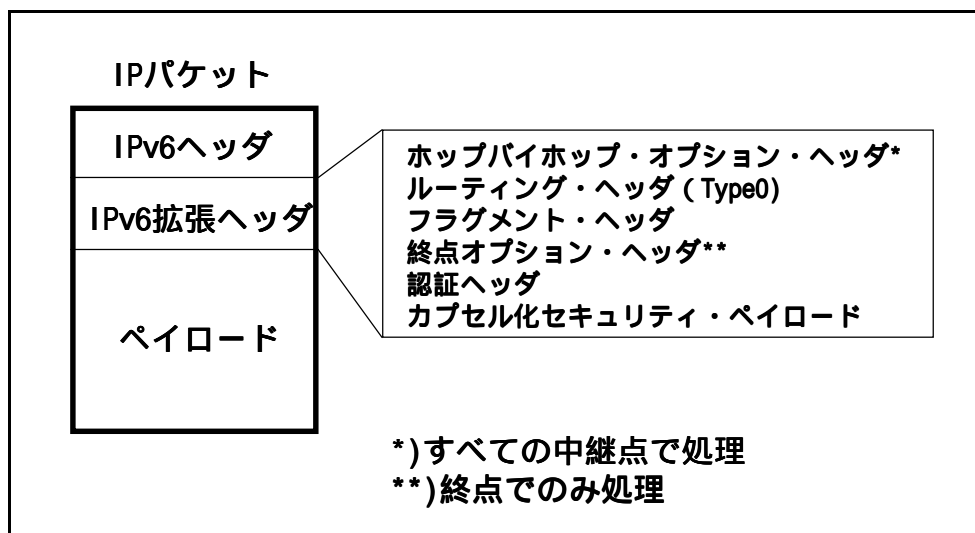 IPパケット
IPv6ヘッダ
IPv6拡張ヘッダ
ペイロード
ホップバイホップ・オプション・ヘッダ*
ルーティング・ヘッダ(Type0)
フラグメント・ヘッダ
終点オプション・ヘッダ**
認証ヘッダ
カプセル化セキュリティ・ペイロード
*)すべての中継点で処理
**)終点でのみ処理